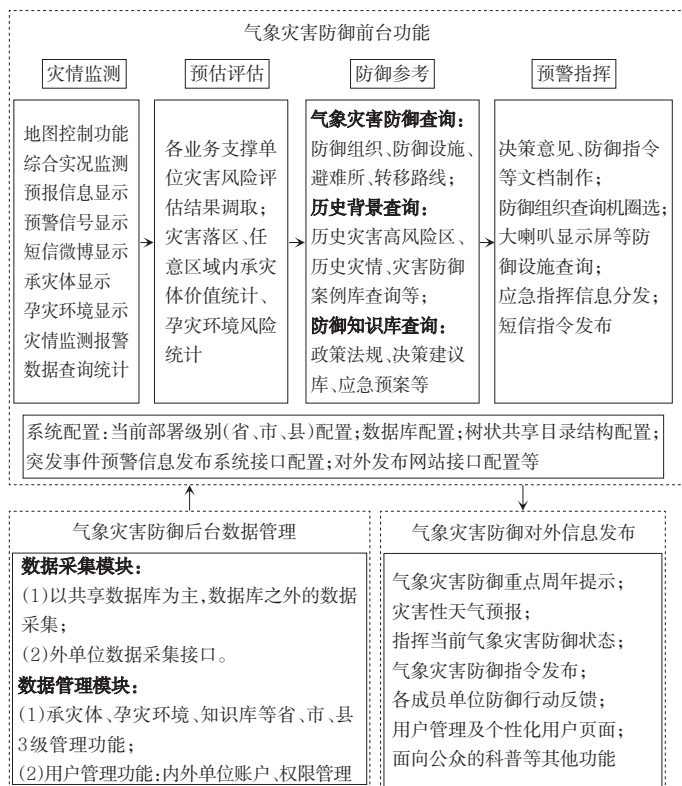 气象灾害防御前台功能
灾情监测
预估评估
防御参考
预警指挥
地图控制功能
综合实况监测
预报信息显示
预警信号显示
短信微博显示
承灾体显示
孕灾环境显示
灾情监测报警
数据查询统计
各业务支撑单
位灾害风险评
估结果调取;
灾害落区、任
意区域内承灾
体价值统计、
孕灾环境风险
统计
气象灾害防御查询:
防御组织、防御设施、
避难所、转移路线;
历史背景查询:
历史灾害高风险区、
历史灾情、灾害防御
案例库查询等;
防御知识库查询:
政策法规、决策建议
库、应急预案等
决策意见、防御指令
等文档制作;
防御组织查询机圈选;
大喇叭显示屏等防
御设施查询;
应急指挥信息分发;
短信指令发布
系统配置:当前部署级别(省、市、县)配置;数据库配置;树状共享目录结构配置;
突发事件预警信息发布系统接口配置;对外发布网站接口配置等
气象灾害防御后台数据管理
数据采集模块:
(1)以共享数据库为主,数据库之外的数据
采集;
(2)外单位数据采集接口。
数据管理模块:
(1)承灾体、孕灾环境、知识库等省、市、县
3级管理功能;
(2)用户管理功能:内外单位账户、权限管理
气象灾害防御对外信息发布
气象灾害防御重点周年提示;
灾害性天气预报;
指挥当前气象灾害防御状态;
气象灾害防御指令发布;
各成员单位防御行动反馈;
用户管理及个性化用户页面;
面向公众的科普等其他功能